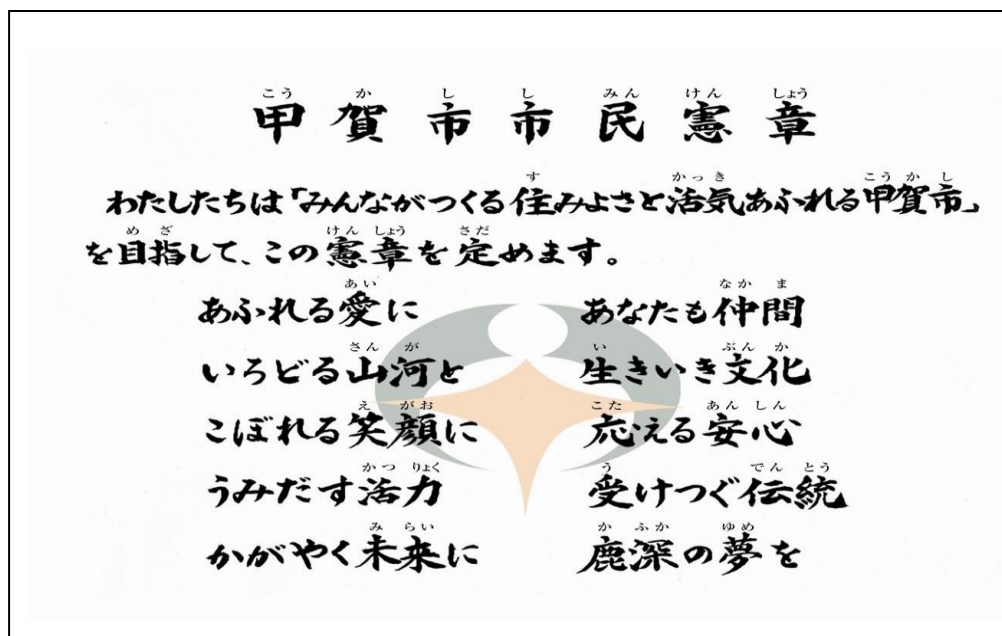 甲賀市市民憲章
わたしたちは「みんながつくる住みよさと活気あふれる甲賀市」
を目指して、この憲章を定めます。
あふれる愛に　あなたも仲間
いろどる山河と　生きいき文化
こぼれる笑顔に　応える安心
うみだす活力　受けつぐ伝統
かがやく未来に　鹿深の夢を